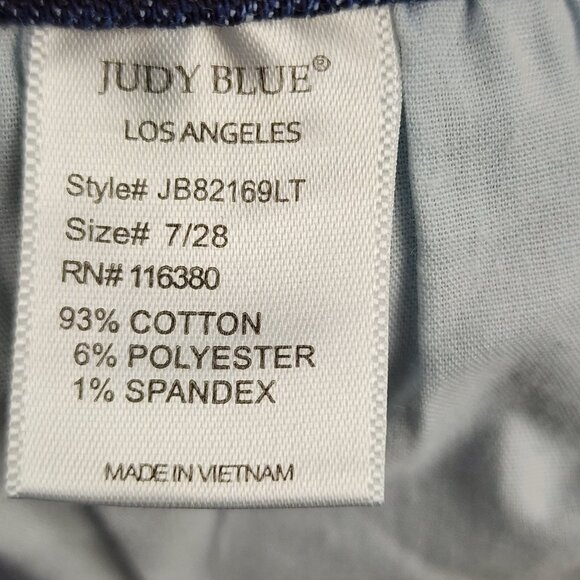 JUDY BLUE®
LOS ANGELES
Style# JB82169LT
Size# 7/28
RN# 116380
93% COTTON
6% POLYESTER
1% SPANDEX
MADE IN VIETNAM